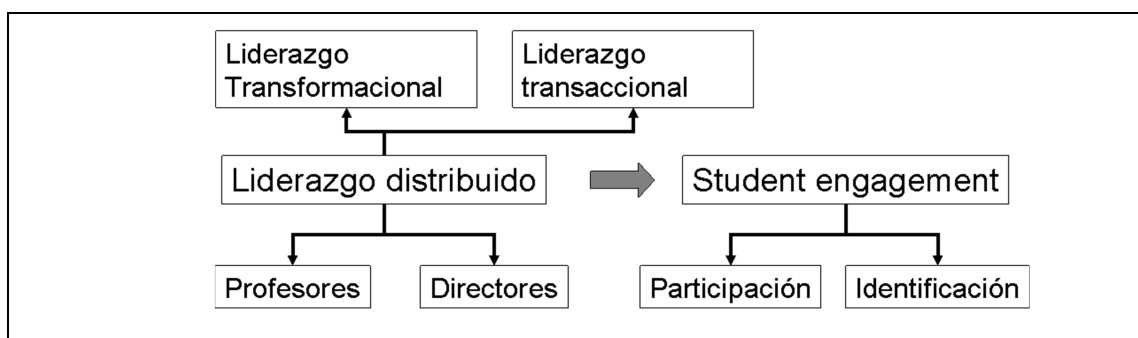 Liderazgo
Transformacional
Liderazgo
transaccional
Liderazgo distribuido
Student engagement
Profesores
Directores
Participación
Identificación